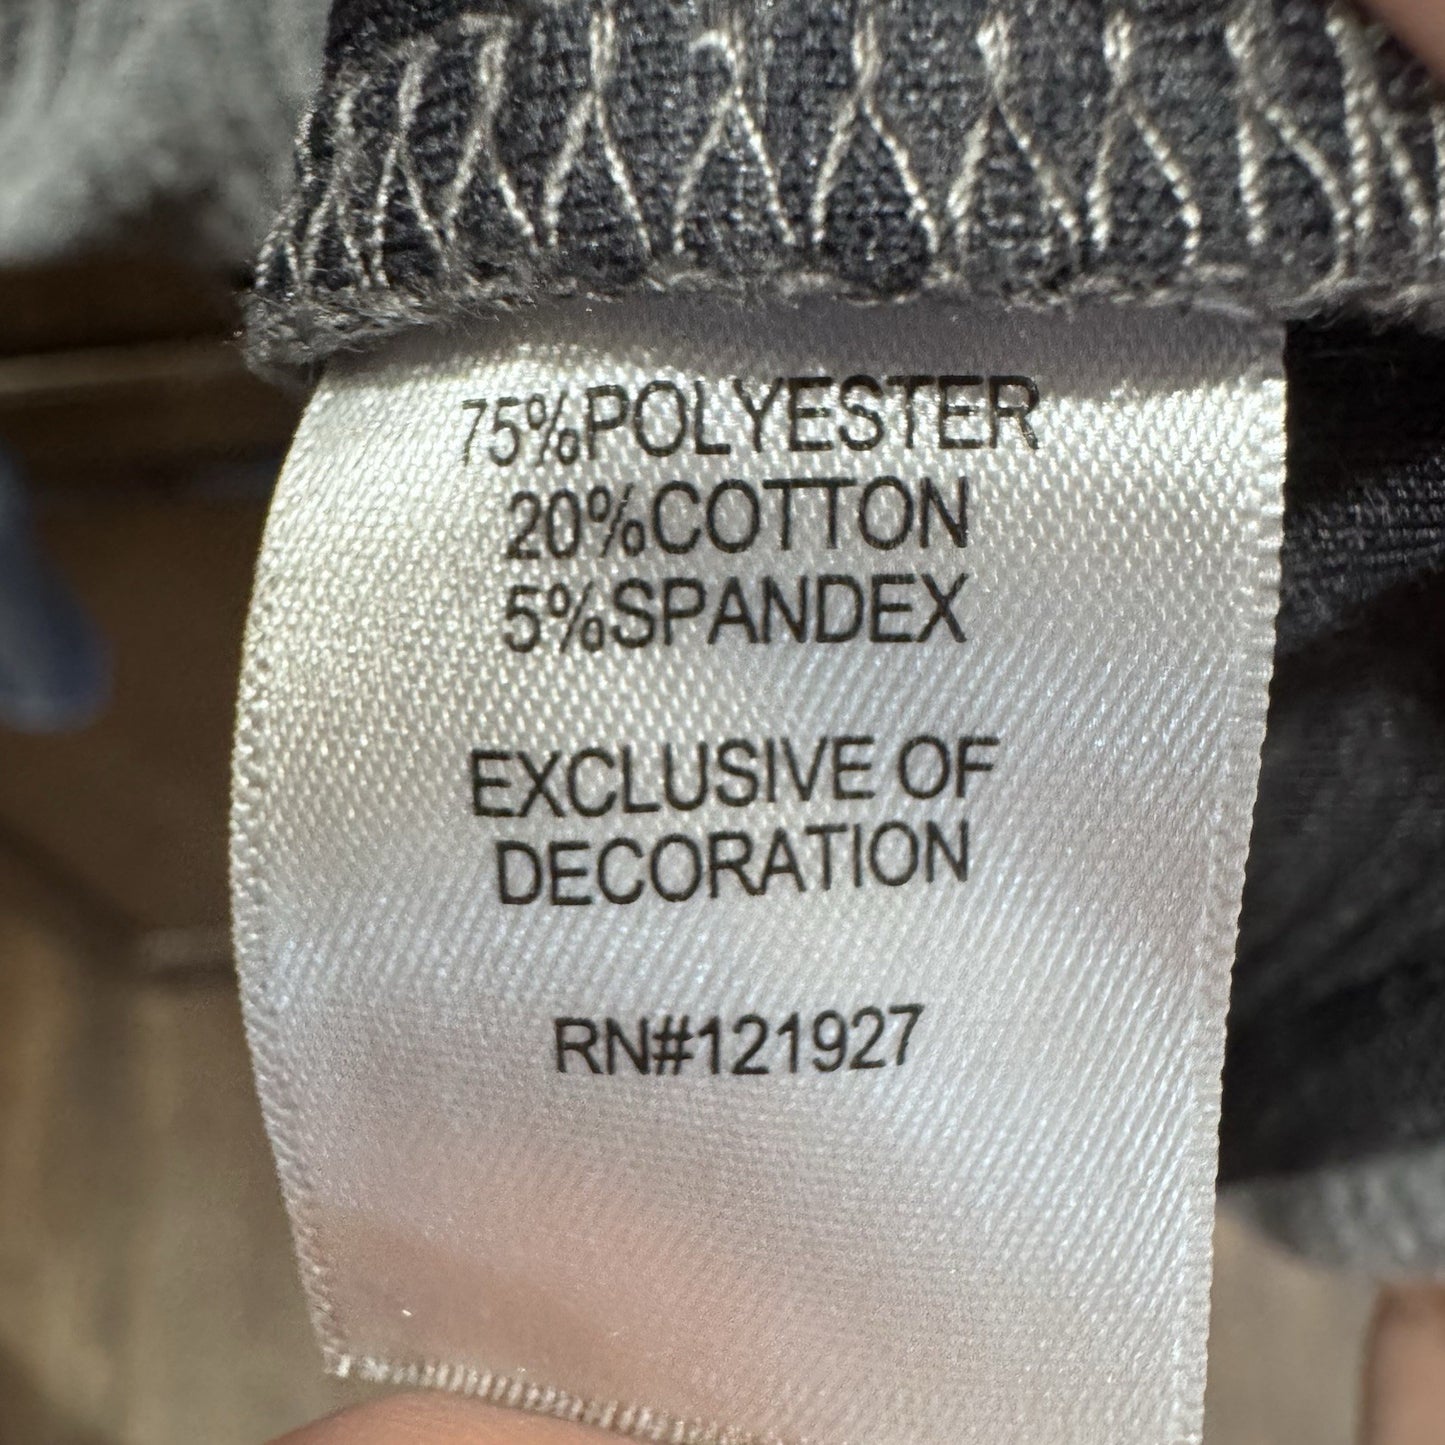 75%POLYESTER
20%COTTON
5%SPANDEX
EXCLUSIVE OF
DECORATION
RN#121927